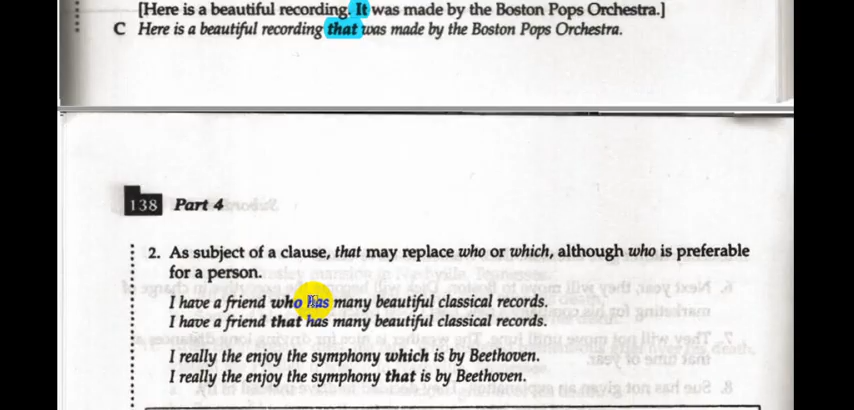 [Here is a beautiful recording. It was made by the Boston Pops Orchestra.]
C Here is a beautiful recording that was made by the Boston Pops Orchestra.
138 Part 4
2. As subject of a clause, that may replace who or which, although who is preferable
for a person.
I have a friend who has many beautiful classical records.
I have a friend that has many beautiful classical records.
I really the enjoy the symphony which is by Beethoven.
I really the enjoy the symphony that is by Beethoven.